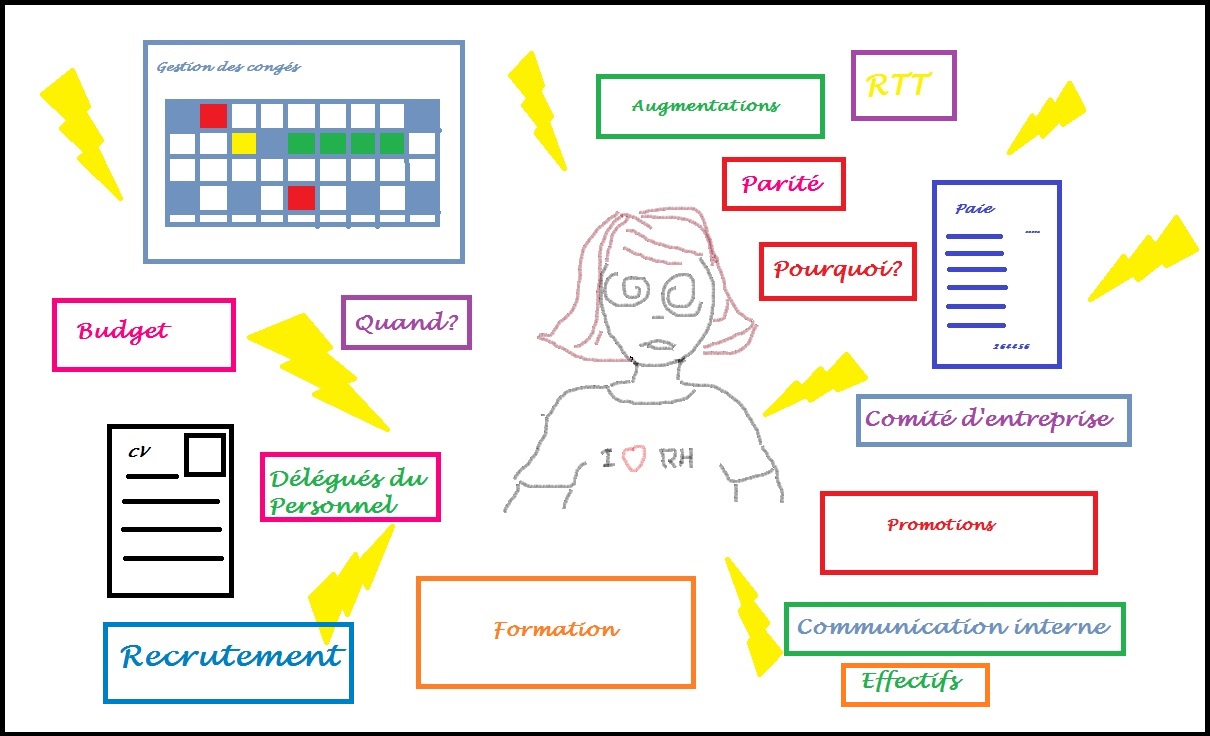 Gestion des congés
Augmentations
RTT
Parité
Paie
Pourquoi?
Budget
Quand?
164456
Comité d'entreprise
CV
Délégués du
Personnel
I ♡ RH
Promotions
Formation
Communication interne
Recrutement
Effectifs